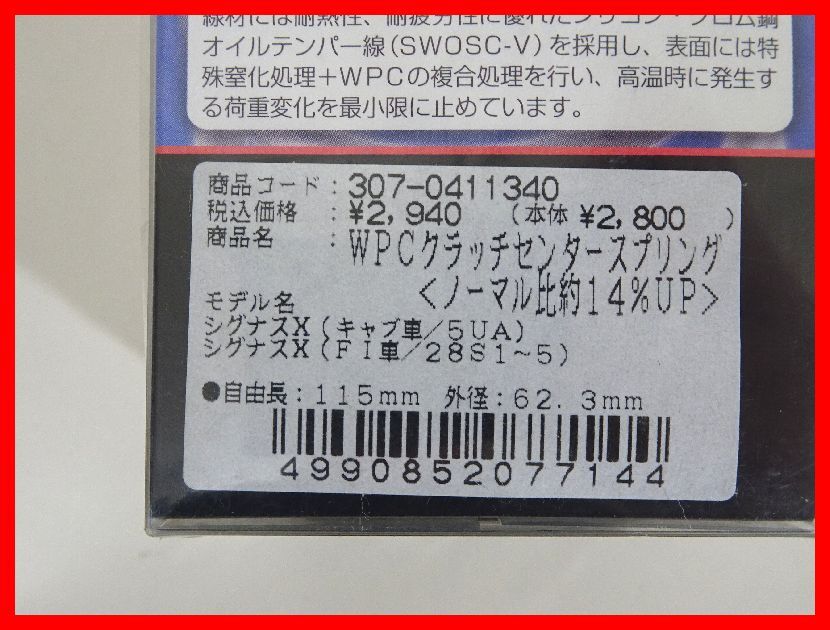 線材には耐熱性、耐疲労性に優れたシリコン・クロム鋼
オイルテンパー線(SWOSC-V)を採用し、表面には特
殊窒化処理+WPCの複合処理を行い、高温時に発生す
る荷重変化を最小限に止めています。
商品コード:307-0411340
税込価格 :¥2,940 (本体 ¥2,800 )
商品名 :WPCクラッチセンタースプリング
<ノーマル比約14%UP>
モデル名
シグナスX(キャブ車/5UA)
シグナスX(FI車/28S1~5)
●自由長:115mm 外径:62.3mm
4990852077144